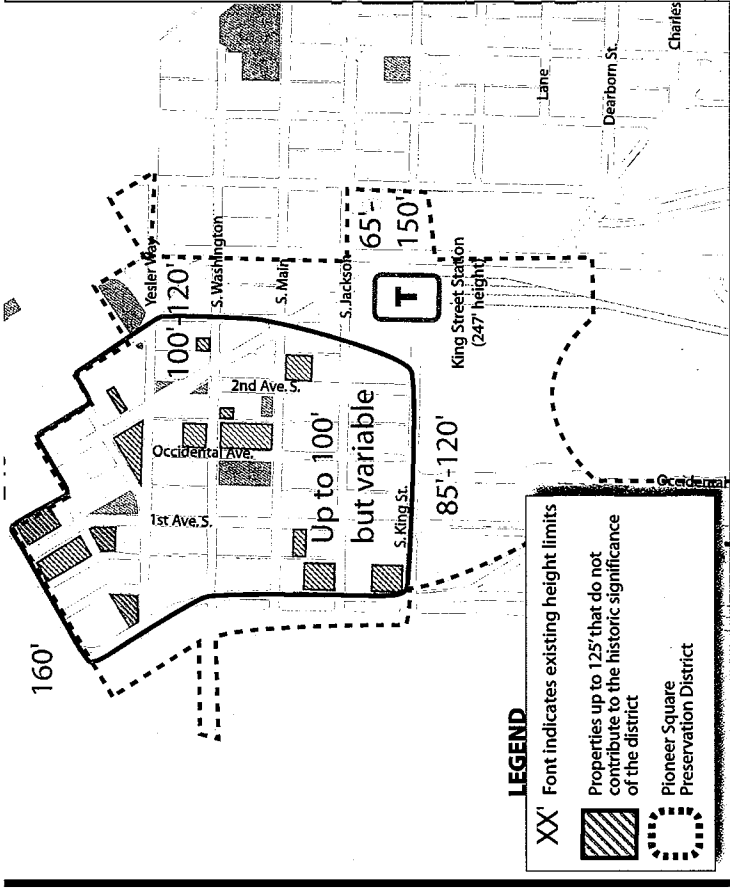 160'
Yesler Way
100'-120'
S. Washington
S. Main
S. Jackson
65'-
150'
T
King Street Station
(247' height)
Lane
Dearborn St.
Charles
2nd Ave. S.
Occidental Ave.
1st Ave. S.
Up to 100'
but variable
S. King St.
85'-120'
Occidental
LEGEND
XX' Font indicates existing height limits
Properties up to 125' that do not
contribute to the historic significance
of the district
Pioneer Square
Preservation District